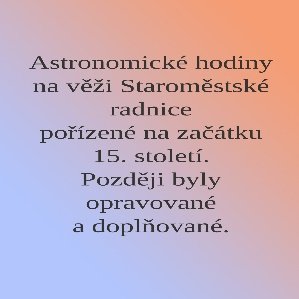 Astronomické hodiny
na věži Staroměstské
radnice
pořízené na začátku
15. století.
Později byly
opravované
a doplňované.